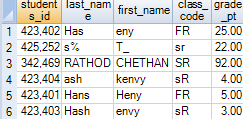 students_id last_name first_name class_code grade_pt
1 423,402 Has eny FR 25.00
2 425,252 s% T_ sr 22.00
3 342,469 RATHOD CHETHAN SR 92.00
4 423,404 ash kenvy sR 4.00
5 423,401 Hans Heny FR 5.00
6 423,403 Hash envy sR 3.00